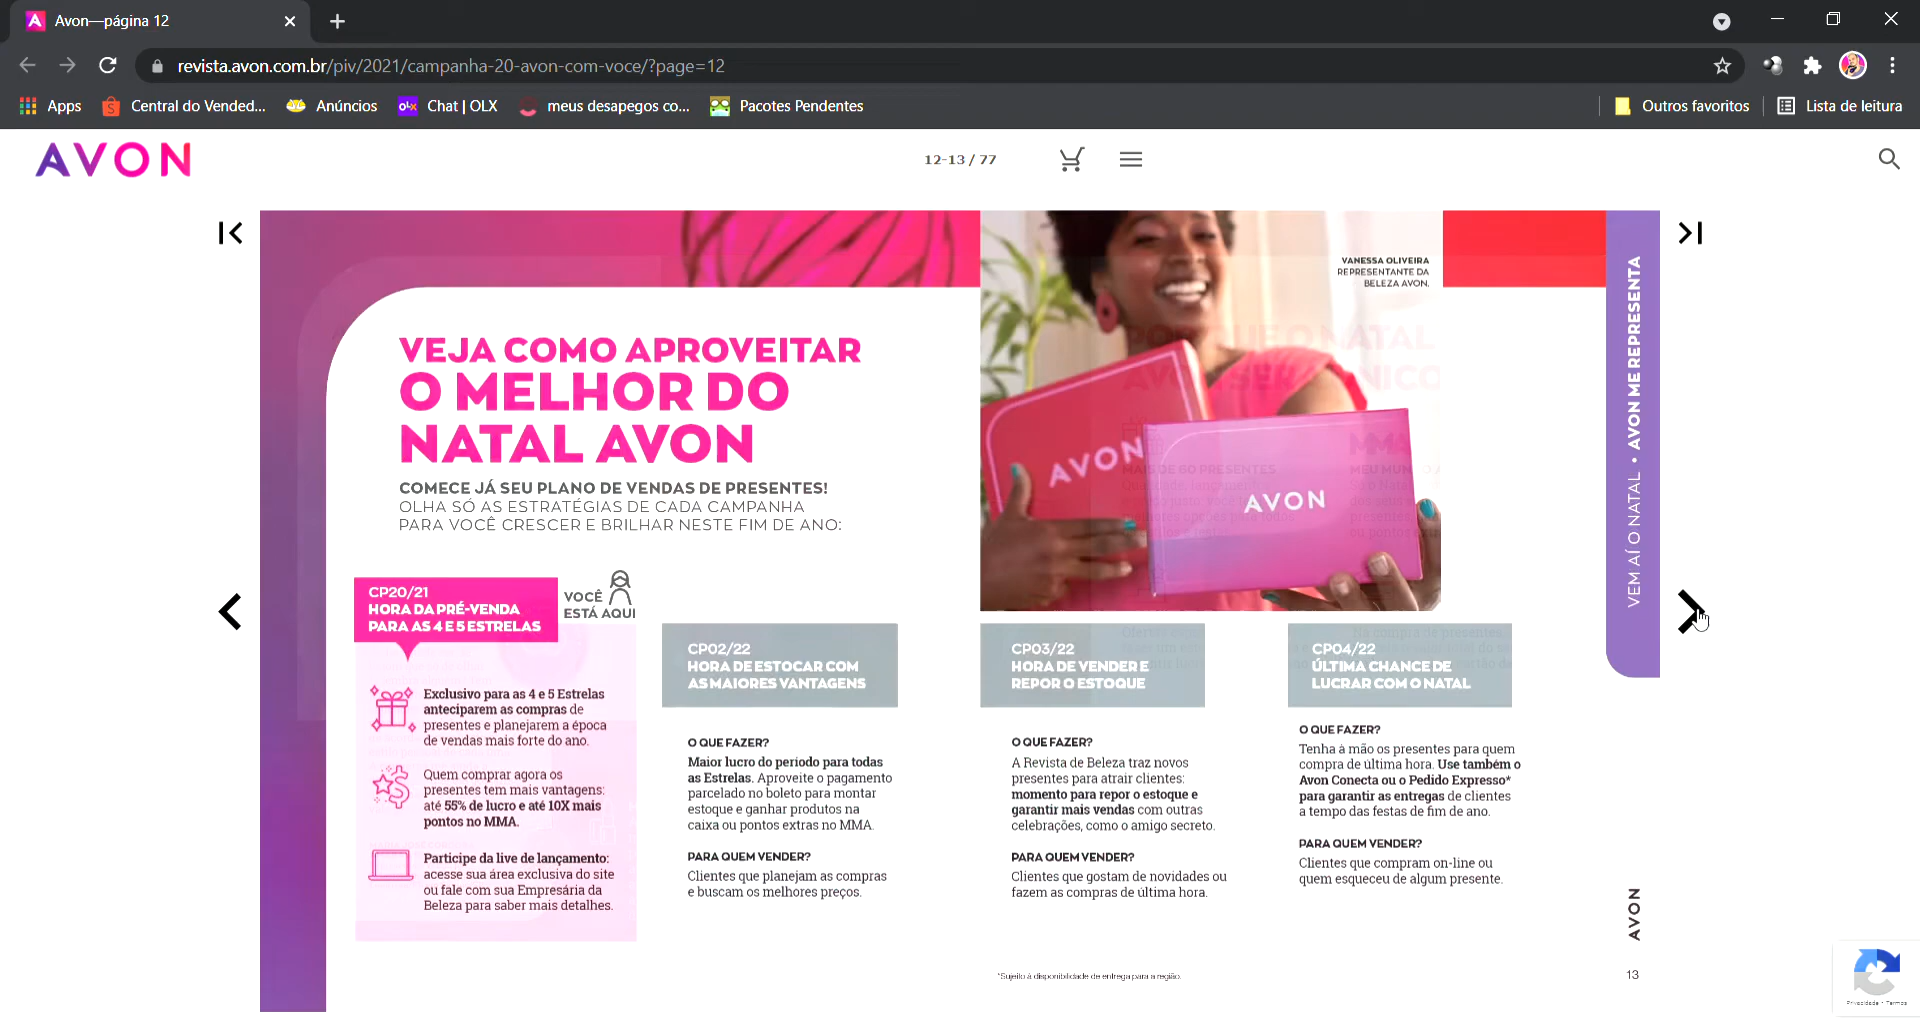 Avon—página 12
revista.avon.com.br/piv/2021/campanha-20-avon-com-voce/?page=12
Apps
Central do Vended...
Anúncios
OLX
Chat | OLX
meus desapegos co...
Pacotes Pendentes
Outros favoritos
Lista de leitura
AVON
12-13 / 77
VEJA COMO APROVEITAR
O MELHOR DO
NATAL AVON
COMECE JÁ SEU PLANO DE VENDAS DE PRESENTES!
OLHA SÓ AS ESTRATÉGIAS DE CADA CAMPANHA
PARA VOCÊ CRESCER E BRILHAR NESTE FIM DE ANO:
VANESSA OLIVEIRA
REPRESENTANTE DA
BELEZA AVON.
AVON
AVON
VEM AÍ O NATAL • AVON ME REPRESENTA
CP20/21
HORA DA PRÉ-VENDA
PARA AS 4 E 5 ESTRELAS
VOCÊ
ESTÁ AQUI
Exclusivo para as 4 e 5 Estrelas
anteciparem as compras de
presentes e planejarem a época
de vendas mais forte do ano.
Quem comprar agora os
presentes tem mais vantagens:
até 55% de lucro e até 10X mais
pontos no MMA.
Participe da live de lançamento:
acesse sua área exclusiva do site
ou fale com sua Empresária da
Beleza para saber mais detalhes.
CP02/22
HORA DE ESTOCAR COM
AS MAIORES VANTAGENS
O QUE FAZER?
Maior lucro do período para todas
as Estrelas. Aproveite o pagamento
parcelado no boleto para montar
estoque e ganhar produtos na
caixa ou pontos extras no MMA.
PARA QUEM VENDER?
Clientes que planejam as compras
e buscam os melhores preços.
CP03/22
HORA DE VENDER E
REPOR O ESTOQUE
O QUE FAZER?
A Revista de Beleza traz novos
presentes para atrair clientes:
momento para repor o estoque e
garantir mais vendas com outras
celebrações, como o amigo secreto.
PARA QUEM VENDER?
Clientes que gostam de novidades ou
fazem as compras de última hora.
CP04/22
ÚLTIMA CHANCE DE
LUCRAR COM O NATAL
O QUE FAZER?
Tenha à mão os presentes para quem
compra de última hora. Use também o
Avon Conecta ou o Pedido Expresso*
para garantir as entregas de clientes
a tempo das festas de fim de ano.
PARA QUEM VENDER?
Clientes que compram on-line ou
quem esqueceu de algum presente.
*Sujeito à disponibilidade de entrega para a região.
AVON
13
Privacidade - Termos